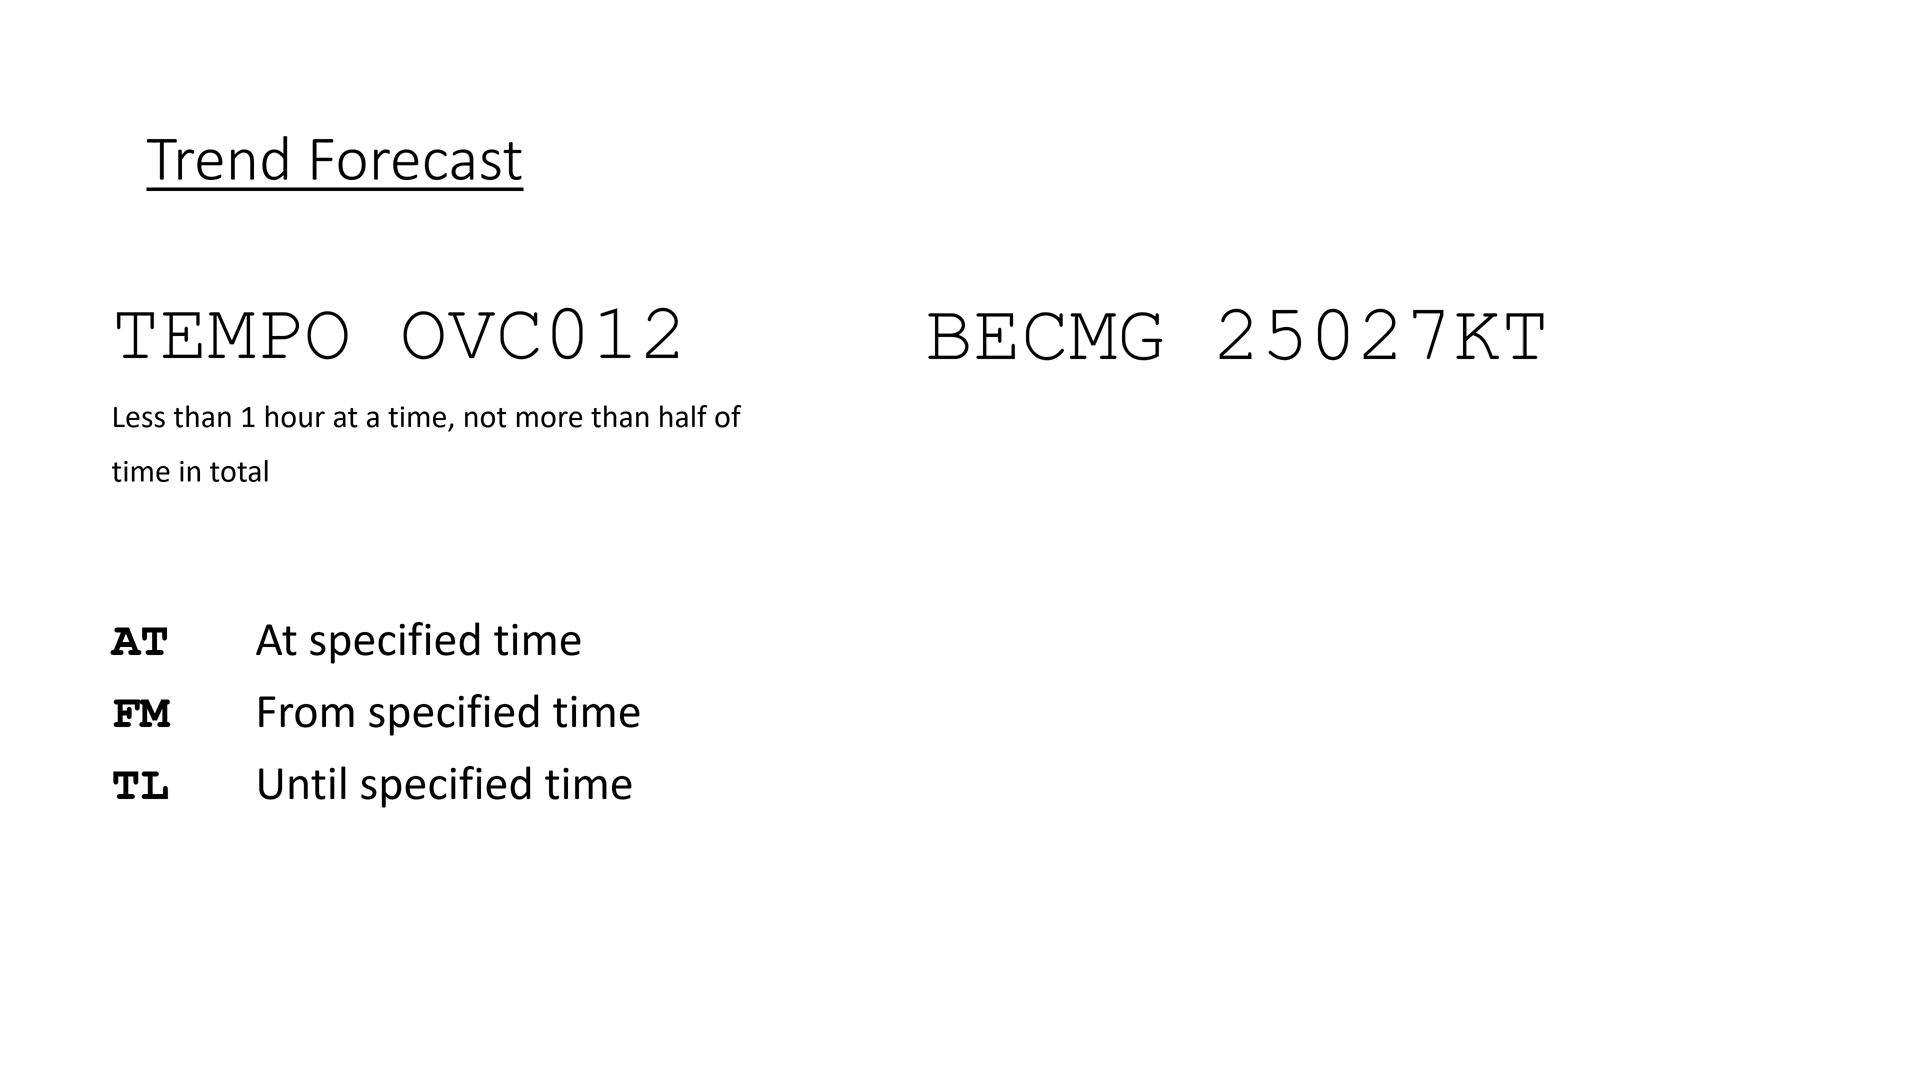 Trend Forecast
TEMPO OVC012
BECMG 25027KT
Less than 1 hour at a time, not more than half of
time in total
AT At specified time
FM From specified time
TL Until specified time